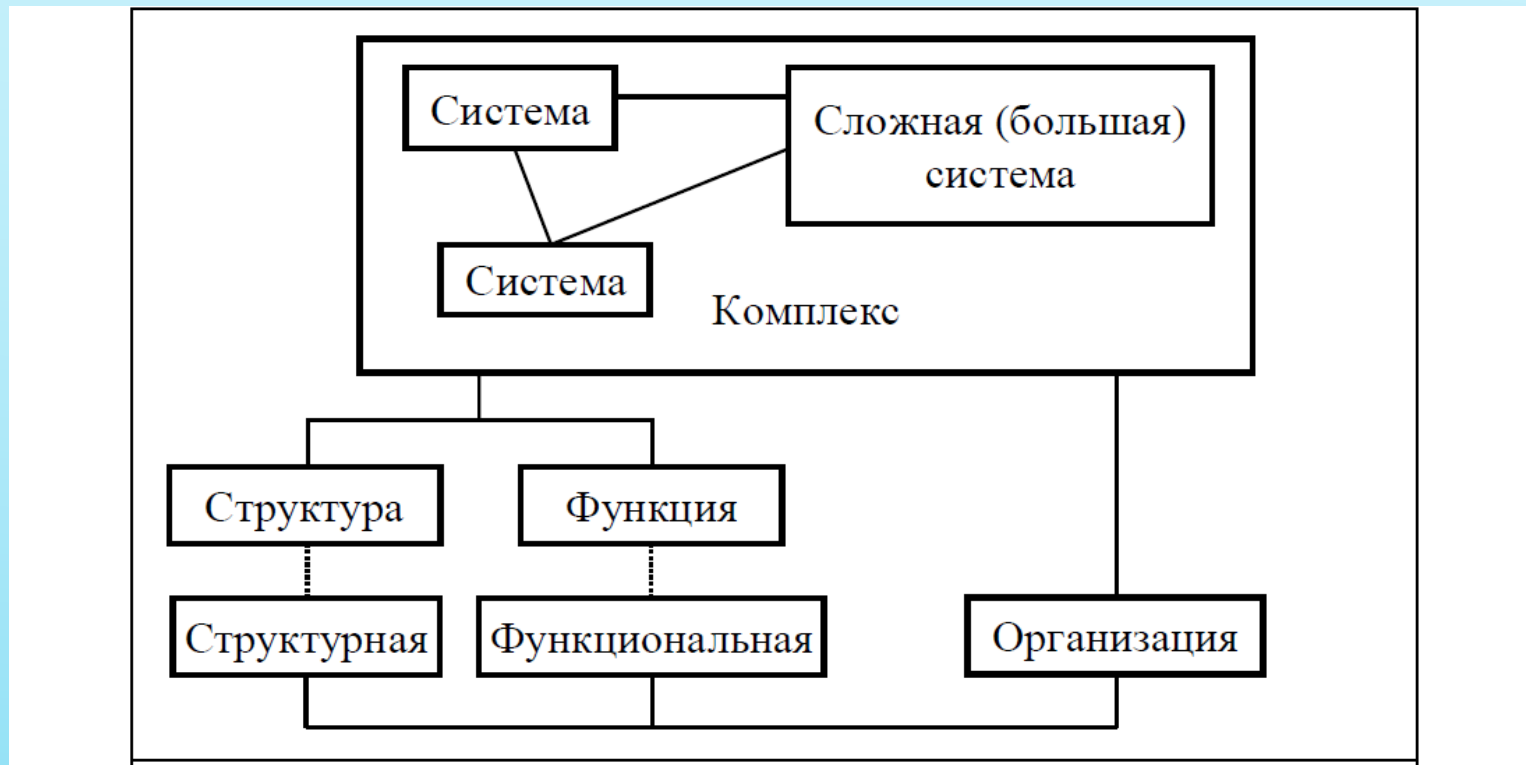 Система
Сложная (большая)
система
Система
Комплекс
Структура
Функция
Структурная
Функциональная
Организация